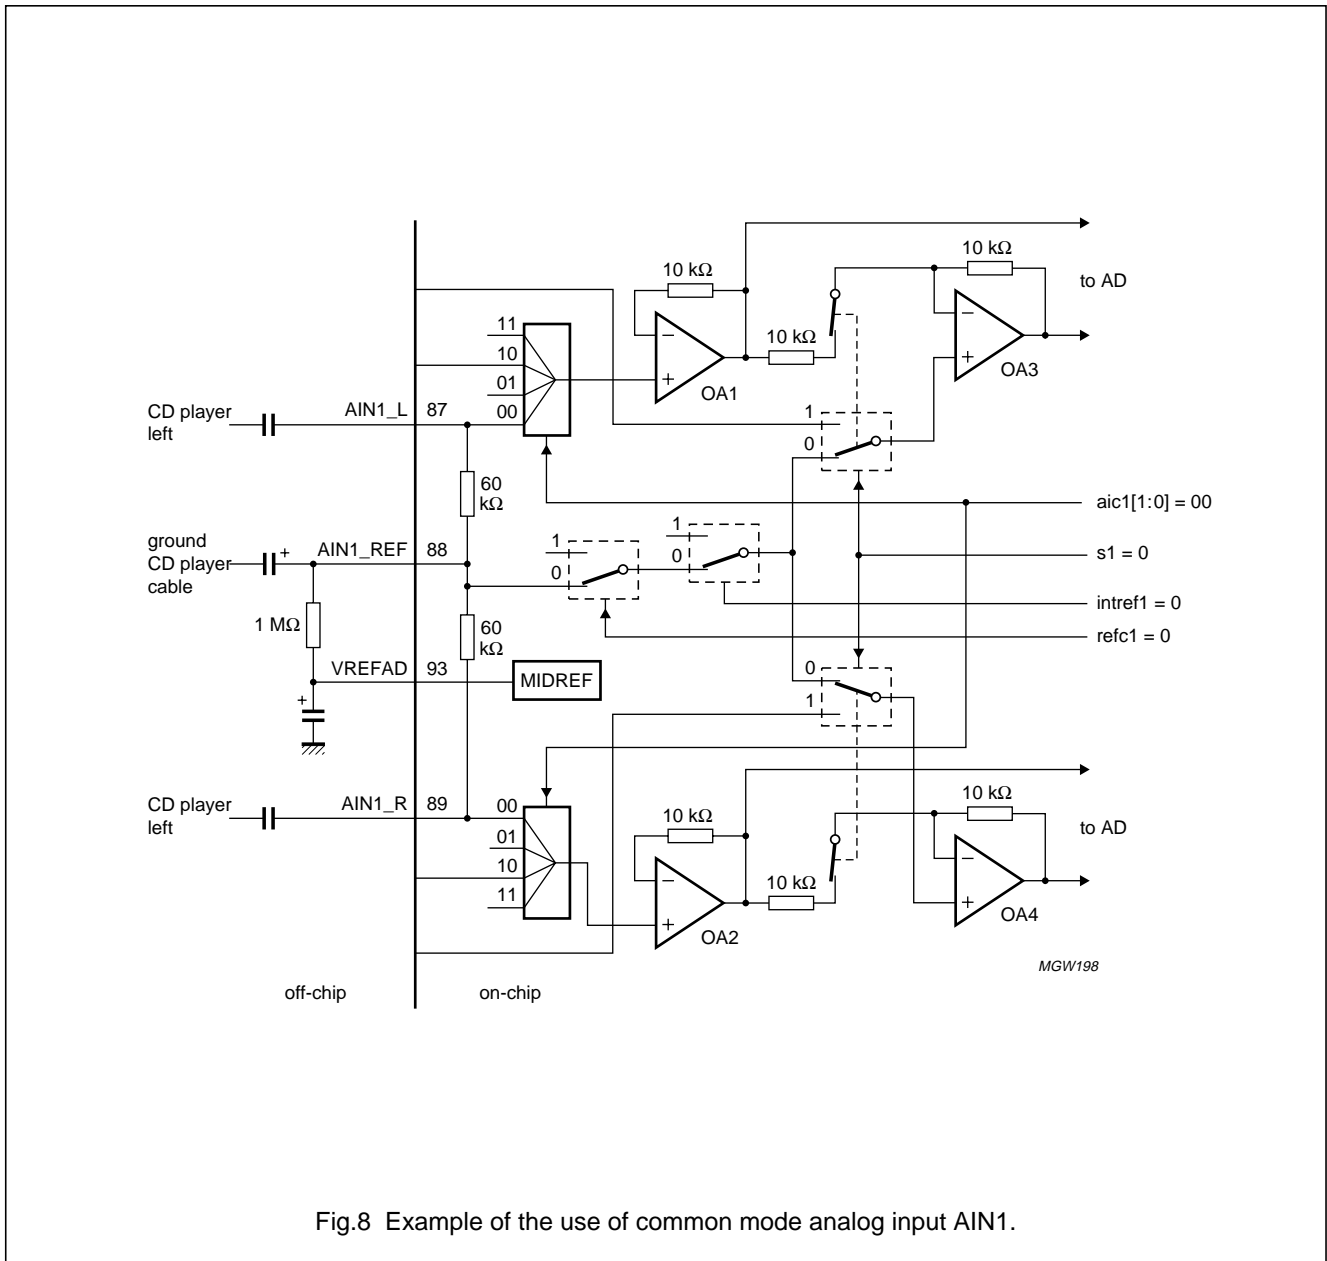 10 kΩ
10 kΩ
to AD
11
10
01
00
10 kΩ
−
+
OA1
−
+
OA3
CD player
left
AIN1_L 87
1
0
60
kΩ
aic1[1:0] = 00
ground
CD player
cable
+
AIN1_REF 88
1
0
1
0
s1 = 0
intref1 = 0
refc1 = 0
1 MΩ
60
kΩ
VREFAD 93
MIDREF
+
0
1
CD player
left
AIN1_R 89
00
01
10
11
10 kΩ
10 kΩ
to AD
10 kΩ
−
+
OA2
−
+
OA4
MGW198
off-chip
on-chip
Fig.8 Example of the use of common mode analog input AIN1.